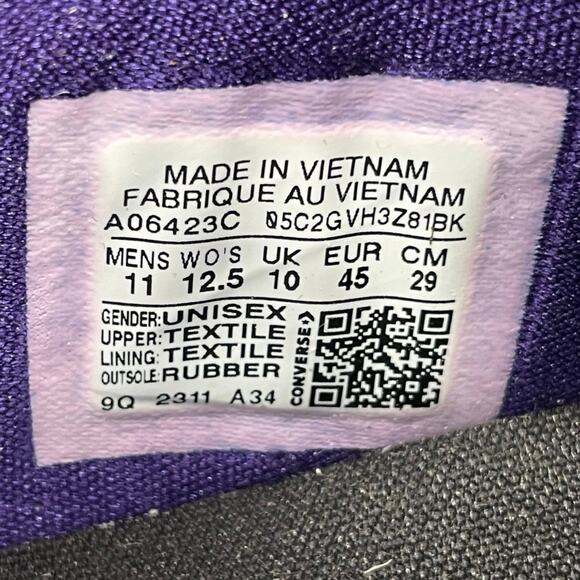 MADE IN VIETNAM
FABRIQUE AU VIETNAM
A06423C 05C2GVH3Z81BK
MENS WO'S UK EUR CM
11 12.5 10 45 29
GENDER: UNISEX
UPPER: TEXTILE
LINING: TEXTILE
OUTSOLE: RUBBER
CONVERSE
9Q 2311 A34